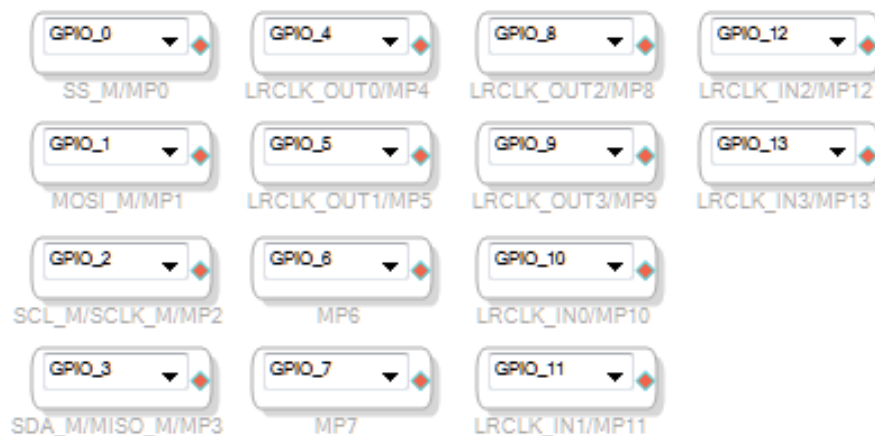 GPIO_0
SS_M/MP0
GPIO_1
MOSI_M/MP1
GPIO_2
SCL_M/SCLK_M/MP2
GPIO_3
SDA_M/MISO_M/MP3
GPIO_4
LRCLK_OUT0/MP4
GPIO_5
LRCLK_OUT1/MP5
GPIO_6
MP6
GPIO_7
MP7
GPIO_8
LRCLK_OUT2/MP8
GPIO_9
LRCLK_OUT3/MP9
GPIO_10
LRCLK_IN0/MP10
GPIO_11
LRCLK_IN1/MP11
GPIO_12
LRCLK_IN2/MP12
GPIO_13
LRCLK_IN3/MP13